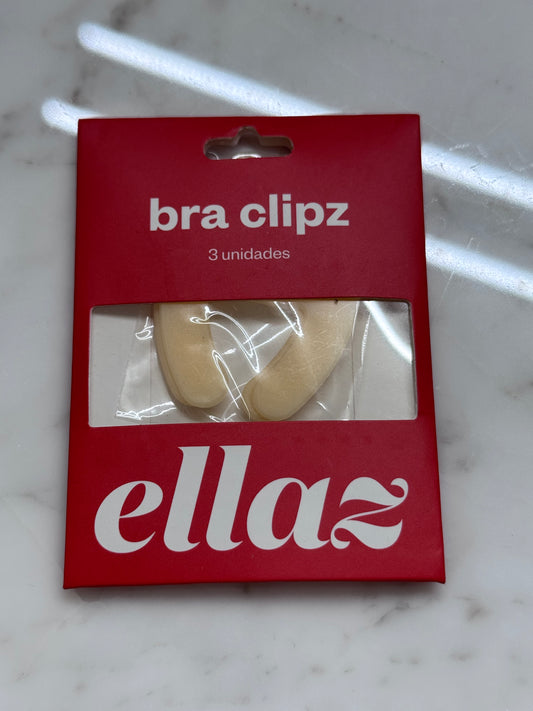 bra clipz
3 unidades
ellaz